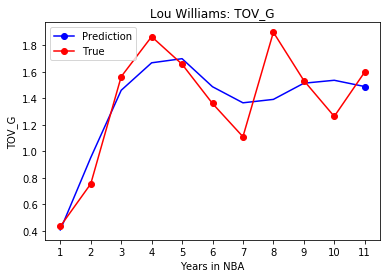 Lou Williams: TOV_G
Prediction
True
TOV_G
1.8
1.6
1.4
1.2
1.0
0.8
0.6
0.4
1 2 3 4 5 6 7 8 9 10 11
Years in NBA